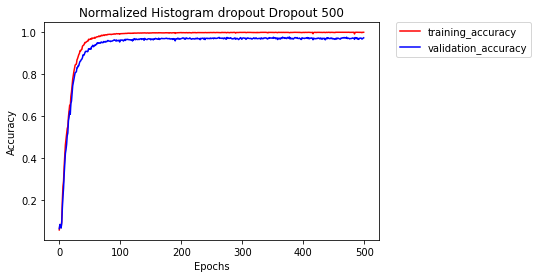 Normalized Histogram dropout Dropout 500
training_accuracy
validation_accuracy
Accuracy
1.0
0.8
0.6
0.4
0.2
0
100
200
300
400
500
Epochs